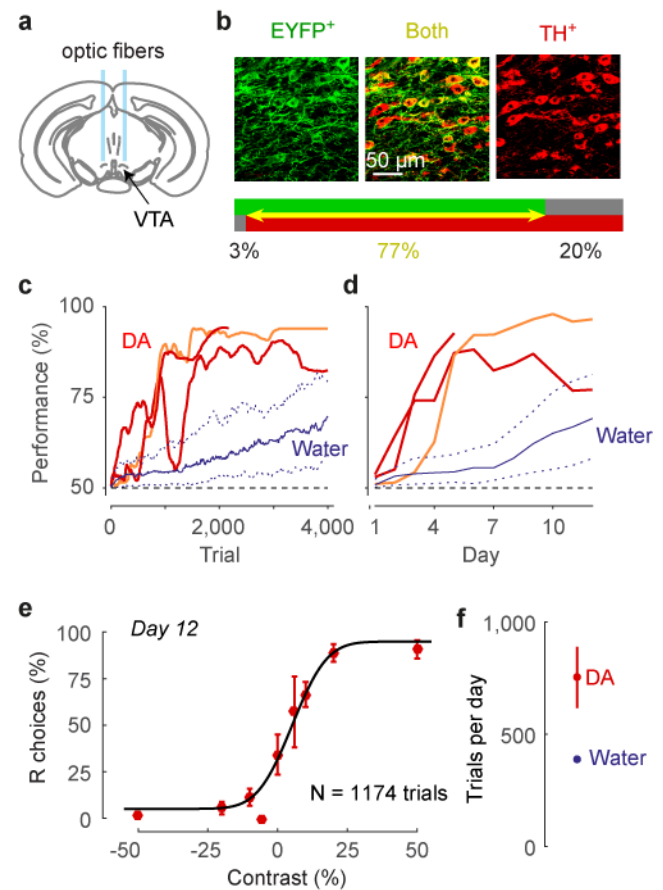 a
optic fibers
VTA
b
EYFP+ Both TH+
50 μm
3% 77% 20%
c
Performance (%)
100
75
50
DA
Water
0 2,000 4,000
Trial
d
DA
Water
1 4 7 10
Day
e
Day 12
R choices (%)
100
75
50
25
0
N = 1174 trials
-50 -25 0 25 50
Contrast (%)
f
Trials per day
1,000
500
0
DA
Water